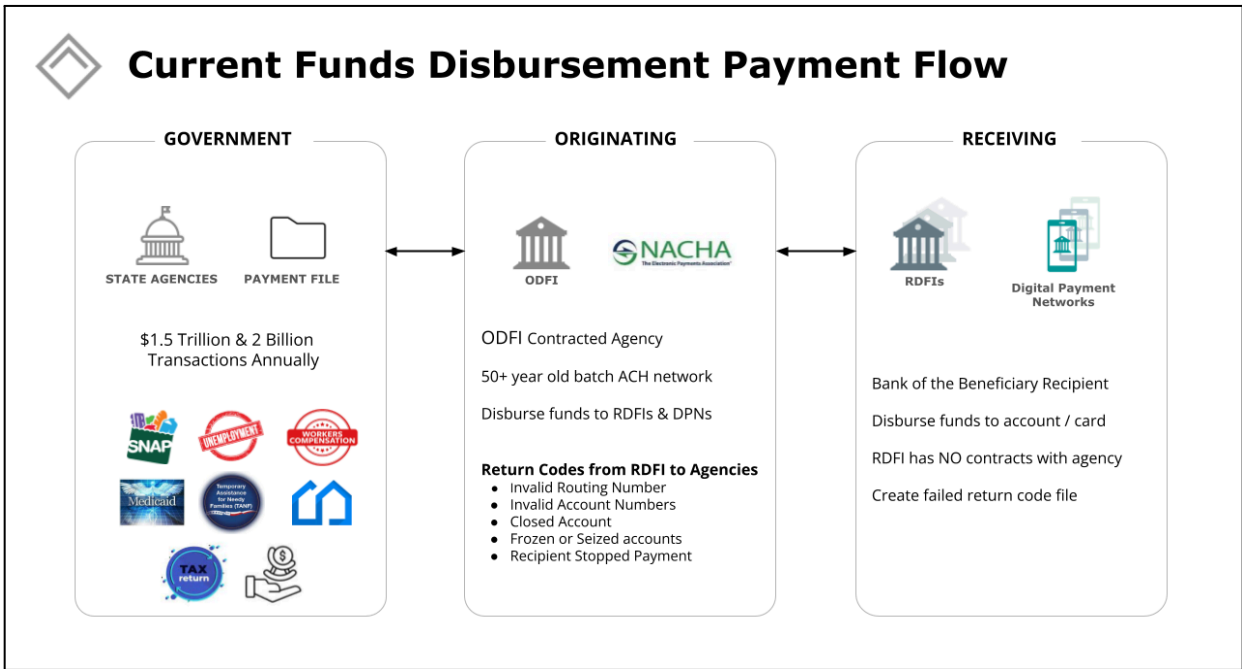 Current Funds Disbursement Payment Flow
GOVERNMENT
STATE AGENCIES
PAYMENT FILE
$1.5 Trillion & 2 Billion
Transactions Annually
SNAP
UNEMPLOYMENT
WORKERS
COMPENSATION
Medicaid
Temporary
Assistance
for Needy
Families (TANF)
TAX
return
$
ORIGINATING
ODFI
NACHA
The Electronic Payments Association
ODFI Contracted Agency
50+ year old batch ACH network
Disburse funds to RDFIs & DPNs
Return Codes from RDFI to Agencies
• Invalid Routing Number
• Invalid Account Numbers
• Closed Account
• Frozen or Seized accounts
• Recipient Stopped Payment
RECEIVING
RDFIs
Digital Payment
Networks
Bank of the Beneficiary Recipient
Disburse funds to account / card
RDFI has NO contracts with agency
Create failed return code file